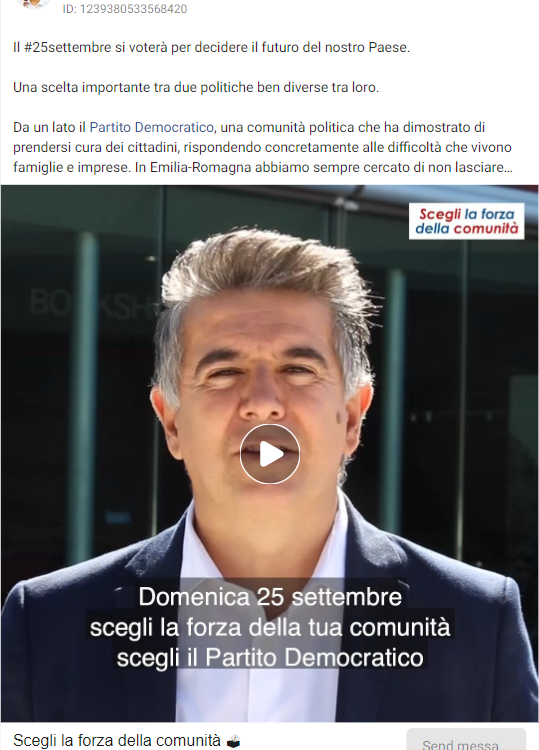 ID: 1239380533568420
Il #25settembre si voterà per decidere il futuro del nostro Paese.
Una scelta importante tra due politiche ben diverse tra loro.
Da un lato il Partito Democratico, una comunità politica che ha dimostrato di
prendersi cura dei cittadini, rispondendo concretamente alle difficoltà che vivono
famiglie e imprese. In Emilia-Romagna abbiamo sempre cercato di non lasciare...
Scegli la forza
della comunità
BOOKSH
Domenica 25 settembre
scegli la forza della tua comunità
scegli il Partito Democratico
Scegli la forza della comunità 🗳
Send messa...